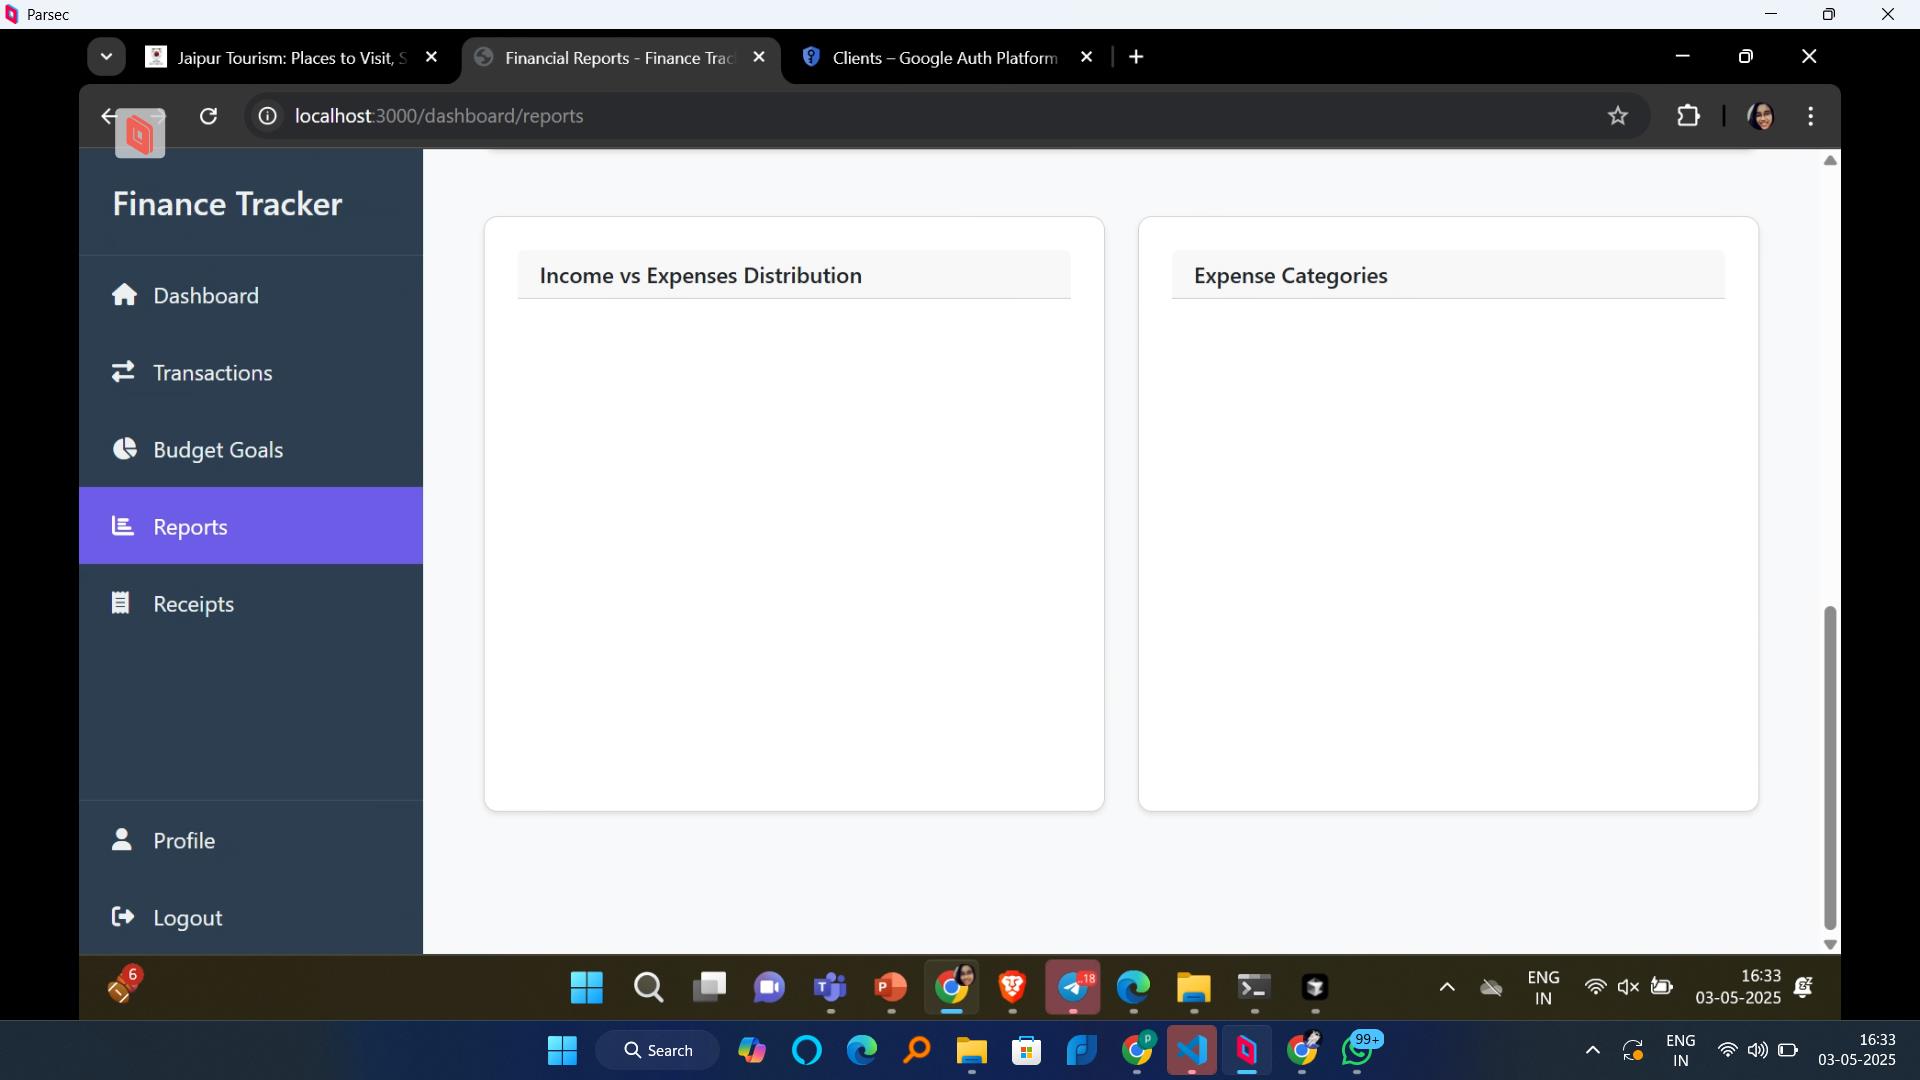 Parsec
Jaipur Tourism: Places to Visit, S
Financial Reports - Finance Trac
Clients – Google Auth Platform
localhost:3000/dashboard/reports
Finance Tracker
Dashboard
Transactions
Budget Goals
Reports
Receipts
Profile
Logout
Income vs Expenses Distribution
Expense Categories
6
18
ENG
IN
16:33
03-05-2025
Search
P
99+
ENG
IN
16:33
03-05-2025